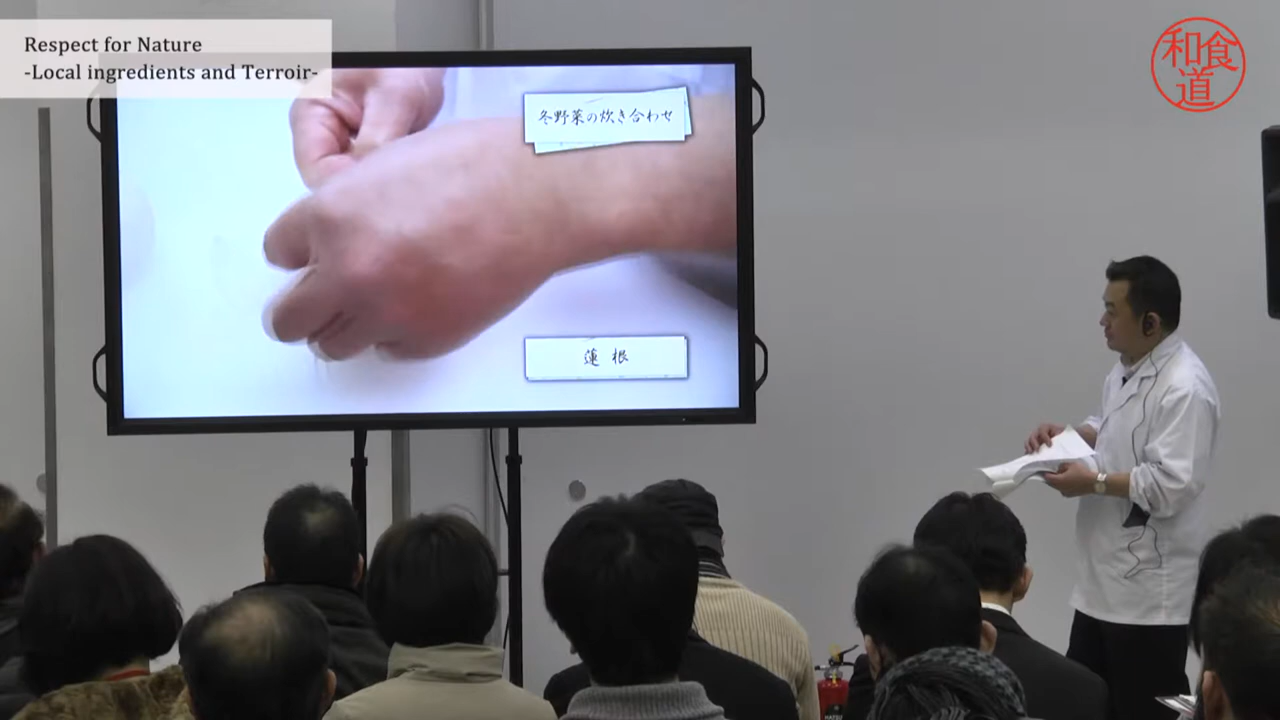 Respect for Nature
-Local ingredients and Terroir-
和食
道
冬野菜の炊き合わせ
蓮根